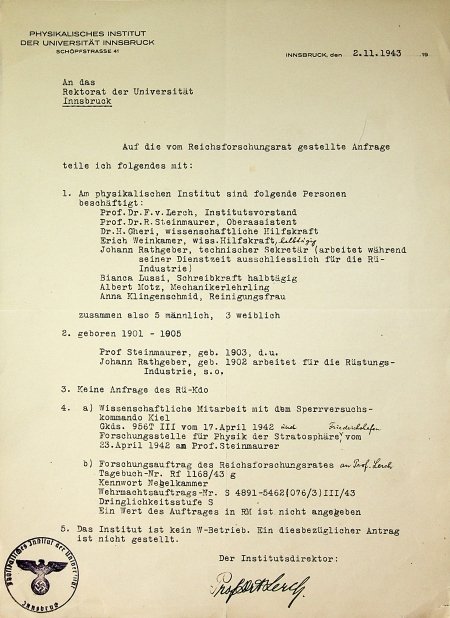 PHYSIKALISCHES INSTITUT
DER UNIVERSITÄT INNSBRUCK
SCHÖPFSTRASSE 41
INNSBRUCK, den 2.11.1943 19
An das
Rektorat der Universität
Innsbruck
Auf die vom Reichsforschungsrat gestellte Anfrage
teile ich folgendes mit:
1. Am physikalischen Institut sind folgende Personen
beschäftigt:
Prof.Dr.F.v.Lerch, Institutsvorstand
Prof.Dr.R.Steinmaurer, Oberassistent
Dr.H.Gheri, wissenschaftliche Hilfskraft
Erich Weinkamer, wiss.Hilfskraft, halbtägig
Johann Rathgeber, technischer Sekretär (arbeitet während
seiner Dienstzeit ausschliesslich für die Rü-
Industrie)
Bianca Lussi, Schreibkraft halbtägig
Albert Motz, Mechanikerlehrling
Anna Klingenschmid, Reinigungsfrau
zusammen also 5 männlich, 3 weiblich
2. geboren 1901 - 1905
Prof Steinmaurer, geb. 1903, d.u.
Johann Rathgeber, geb. 1902 arbeitet für die Rüstungs-
Industrie, s.o.
3. Keine Anfrage des Rü-Kdo
4. a) Wissenschaftliche Mitarbeit mit dem Sperrversuchs-
kommando Kiel
Gkds. 956T III vom 17.April 1942 und Friedrichshafen
Forschungsstelle für Physik der Stratosphäre, vom
23.April 1942 am Prof.Steinmaurer
b) Forschungsauftrag des Reichsforschungsrates an Prof. Lerch
Tagebuch-Nr. Rf 1168/43 g
Kennwort Nebelkammer
Wehrmachtsauftrags-Nr. S 4891-5462(076/3)III/43
Dringlichkeitsstufe S
Ein Wert des Auftrages in RM ist nicht angegeben
5. Das Institut ist kein W-Betrieb. Ein diesbezüglicher Antrag
ist nicht gestellt.
Der Institutsdirektor:
Lerch
Physikalisches Institut der Universität
Innsbruck